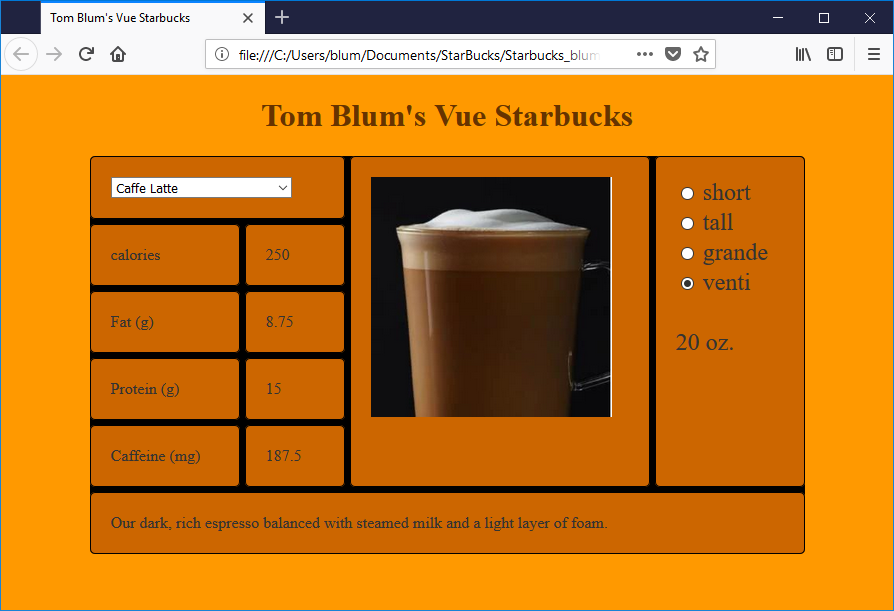 Tom Blum's Vue Starbucks
file:///C:/Users/blum/Documents/StarBucks/Starbucks_blum
Tom Blum's Vue Starbucks
Caffe Latte
calories 250
Fat (g) 8.75
Protein (g) 15
Caffeine (mg) 187.5
short
tall
grande
venti
20 oz.
Our dark, rich espresso balanced with steamed milk and a light layer of foam.